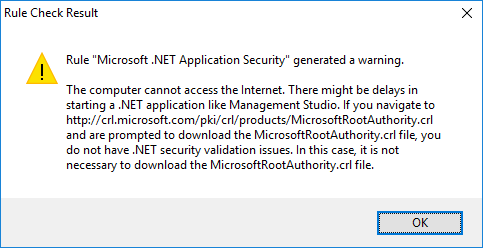 Rule Check Result
Rule "Microsoft .NET Application Security" generated a warning.
The computer cannot access the Internet. There might be delays in
starting a .NET application like Management Studio. If you navigate to
http://crl.microsoft.com/pki/crl/products/MicrosoftRootAuthority.crl
and are prompted to download the MicrosoftRootAuthority.crl file, you
do not have .NET security validation issues. In this case, it is not
necessary to download the MicrosoftRootAuthority.crl file.
OK